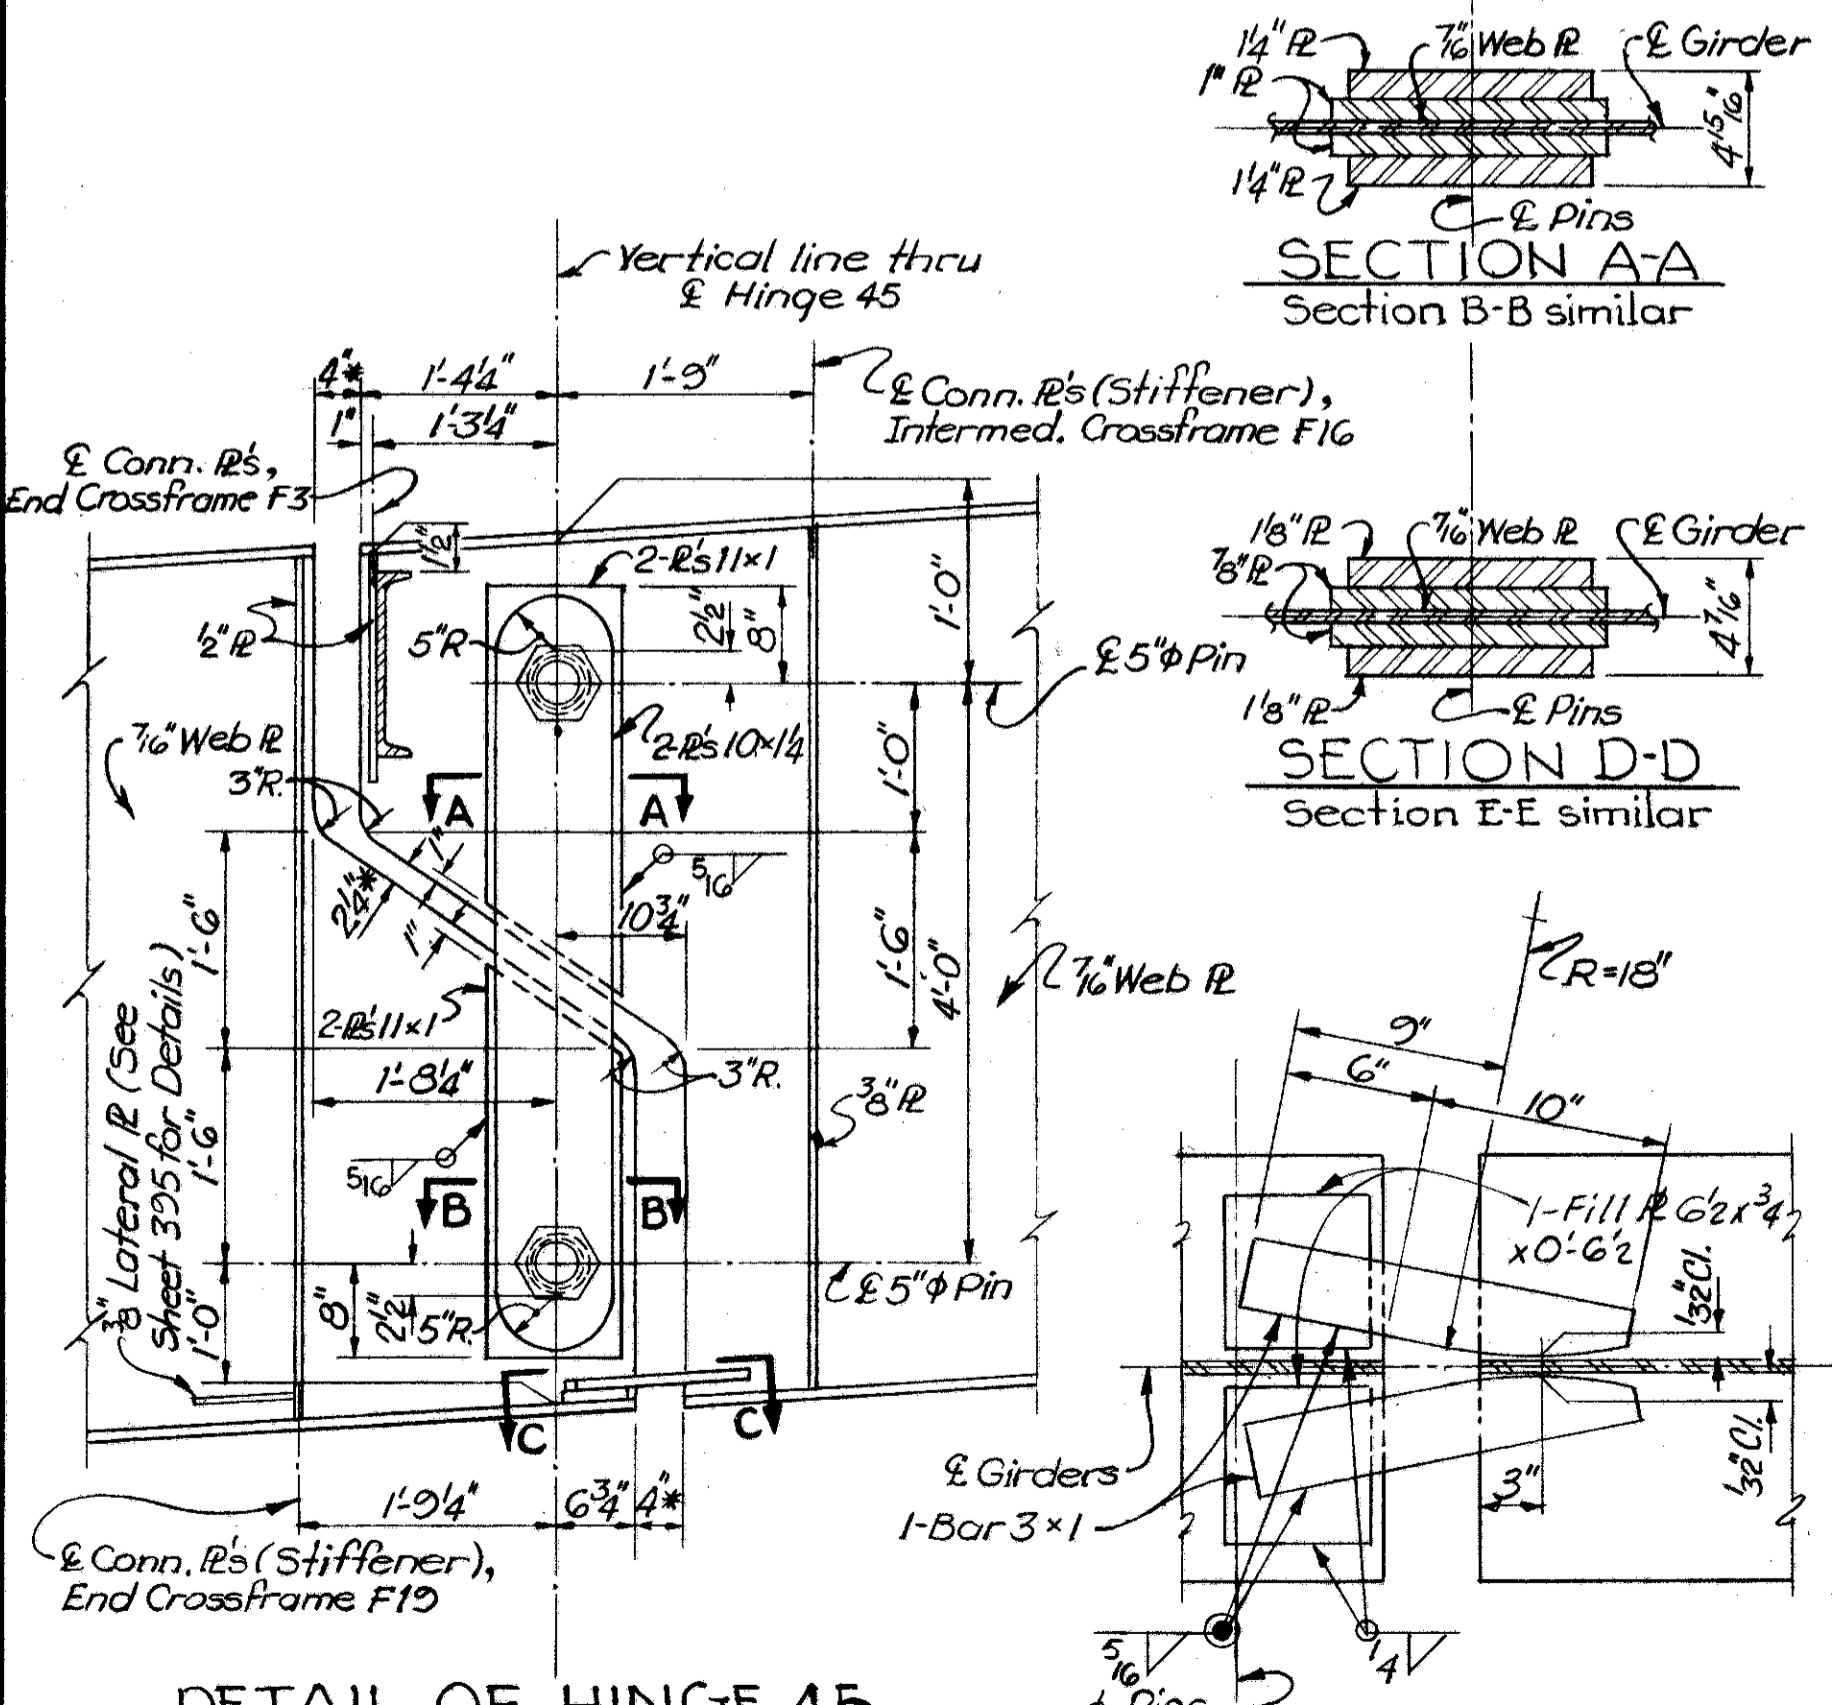 1¼" ℞
7/16" Web ℞
℄ Girder
1" ℞
4 15/16"
1¼" ℞
℄ Pins
SECTION A-A
Section B-B similar
Vertical line thru
℄ Hinge 45
4"*
1'-4¼"
1'-9"
℄ Conn. ℞'s (Stiffener),
Intermed. Crossframe F16
1"
1'-3¼"
℄ Conn. ℞'s,
End Crossframe F3
1½"
2-℞'s 11×1
1'-0"
1⅛" ℞
7/16" Web ℞
℄ Girder
⅞" ℞
4 7/16"
1⅛" ℞
℄ Pins
SECTION D-D
Section E-E similar
½" ℞
5" R
2½"
8"
℄ 5" φ Pin
7/16" Web ℞
2-℞'s 10×1¼
1'-0"
3" R.
A
A
1"
5/16
2¼"*
1"
10¾"
1'-6"
1'-6"
4'-0"
7/16" Web ℞
R=18"
2-℞'s 11×1
9"
6"
10"
1'-8¼"
3" R.
⅜" ℞
⅜" Lateral ℞ (See
Sheet 395 for Details)
1'-6"
5/16
B
B
1-Fill ℞ 6½ x ¾
x 0'-6½
1/32" Cl.
℄ 5" φ Pin
1'-0"
8"
2½"
5" R.
C
C
℄ Girders
1-Bar 3×1
3"
1/32" Cl.
1'-9¼"
6¾"
4"*
℄ Conn. ℞'s (Stiffener),
End Crossframe F19
5/16
1/4
DETAIL OF HINGE 45
Pins